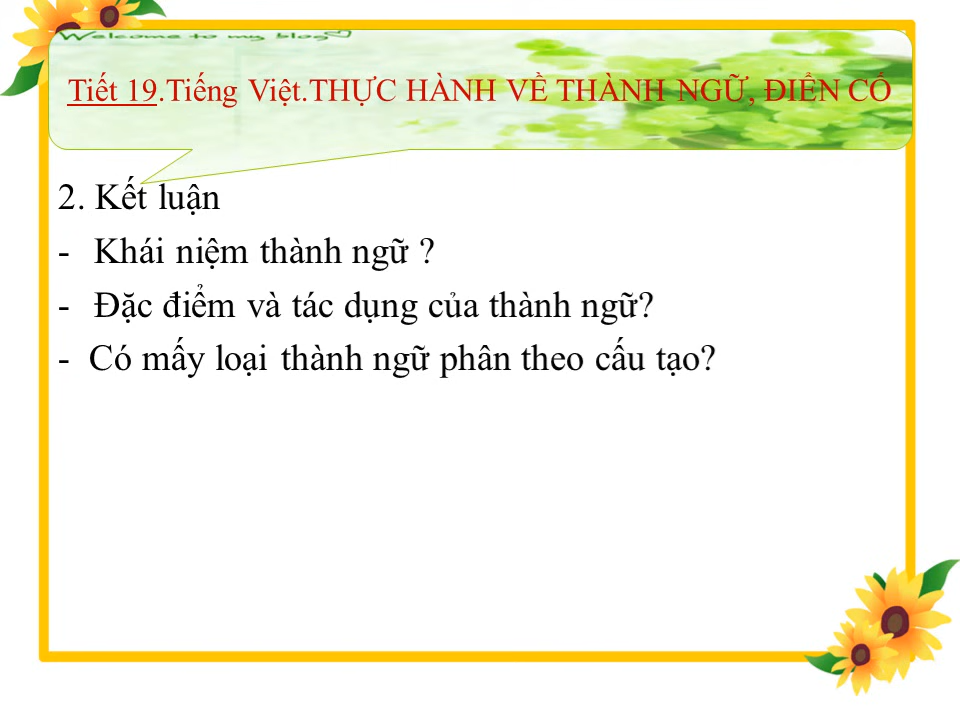 Welcome to my blog
Tiết 19.Tiếng Việt.THỰC HÀNH VỀ THÀNH NGỮ, ĐIỂN CỐ
2. Kết luận
- Khái niệm thành ngữ ?
- Đặc điểm và tác dụng của thành ngữ?
- Có mấy loại thành ngữ phân theo cấu tạo?